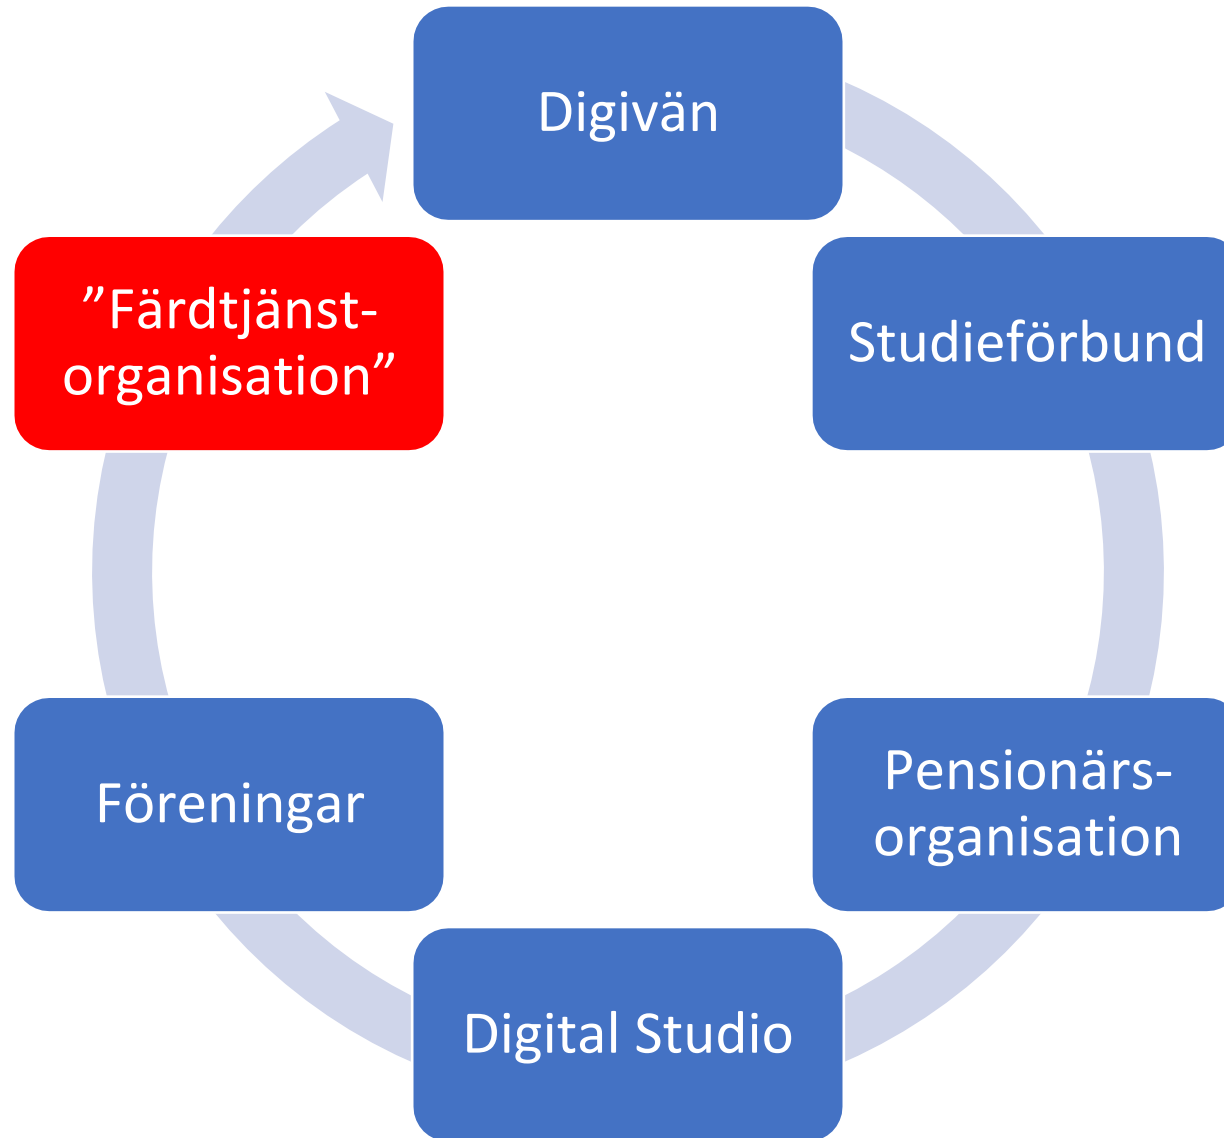 Digivän
Studieförbund
Pensionärs-
organisation
Digital Studio
Föreningar
”Färdtjänst-
organisation”